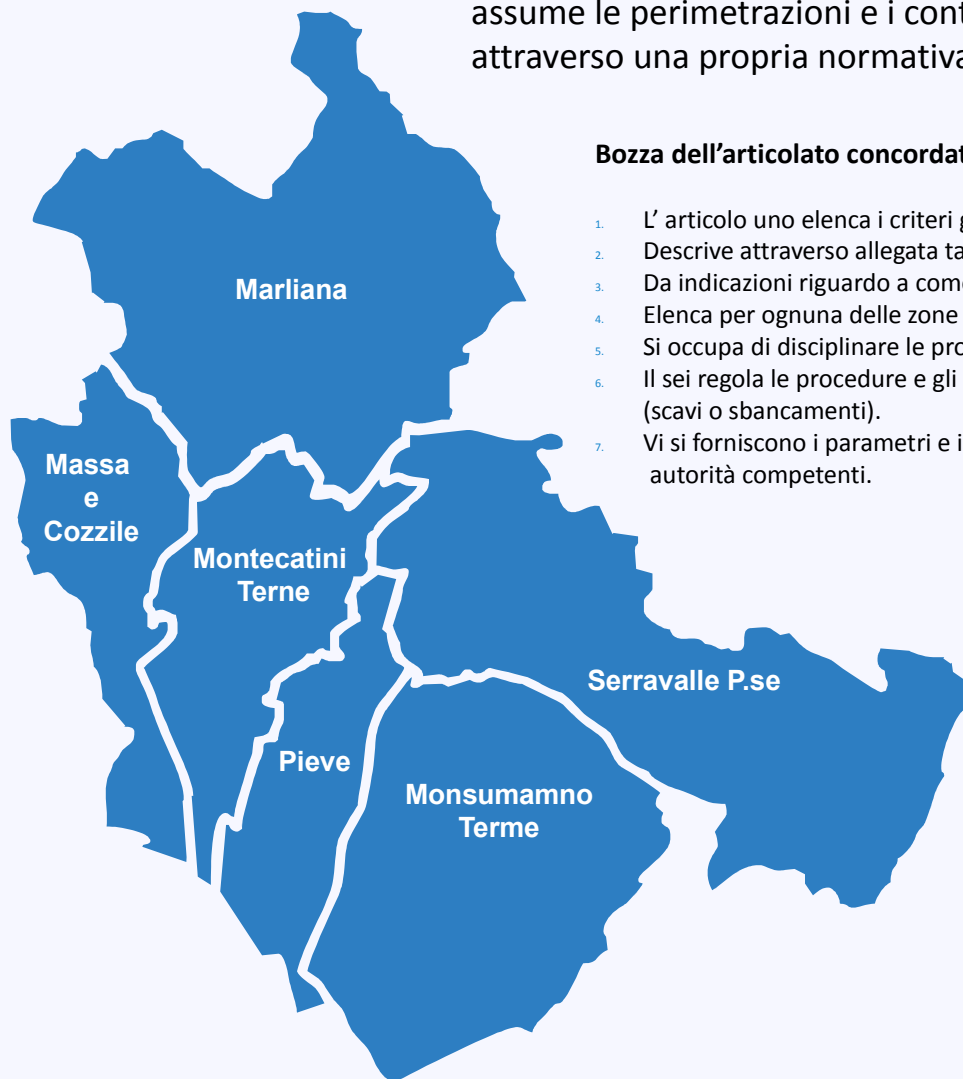 assume le perimetrazioni e i cont
attraverso una propria normativa
Bozza dell’articolato concordat
1. L’ articolo uno elenca i criteri g
2. Descrive attraverso allegata ta
3. Da indicazioni riguardo a come
4. Elenca per ognuna delle zone
5. Si occupa di disciplinare le pro
6. Il sei regola le procedure e gli
(scavi o sbancamenti).
7. Vi si forniscono i parametri e i
autorità competenti.
Marliana
Massa
e
Cozzile
Montecatini
Terne
Serravalle P.se
Pieve
Monsumamno
Terme